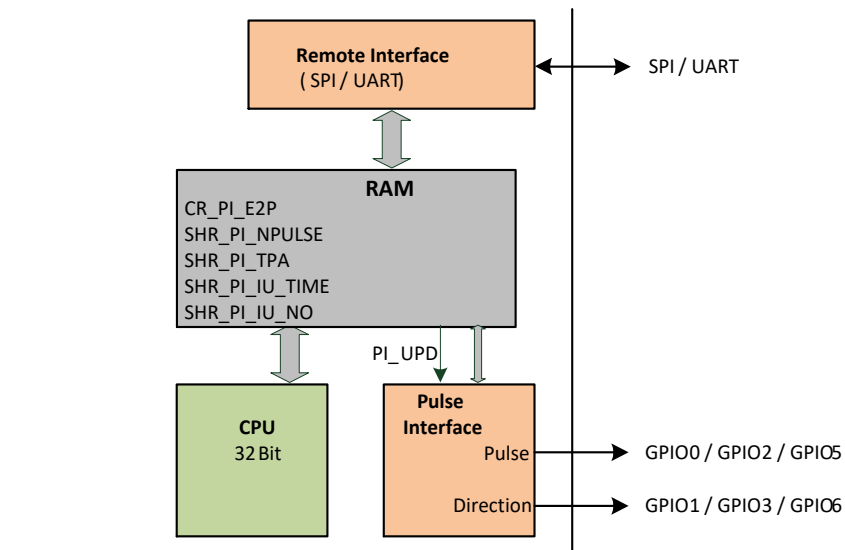 Remote Interface
( SPI / UART)
SPI / UART
RAM
CR_PI_E2P
SHR_PI_NPULSE
SHR_PI_TPA
SHR_PI_IU_TIME
SHR_PI_IU_NO
PI_UPD
CPU
32 Bit
Pulse
Interface
Pulse
GPIO0 / GPIO2 / GPIO5
Direction
GPIO1 / GPIO3 / GPIO6